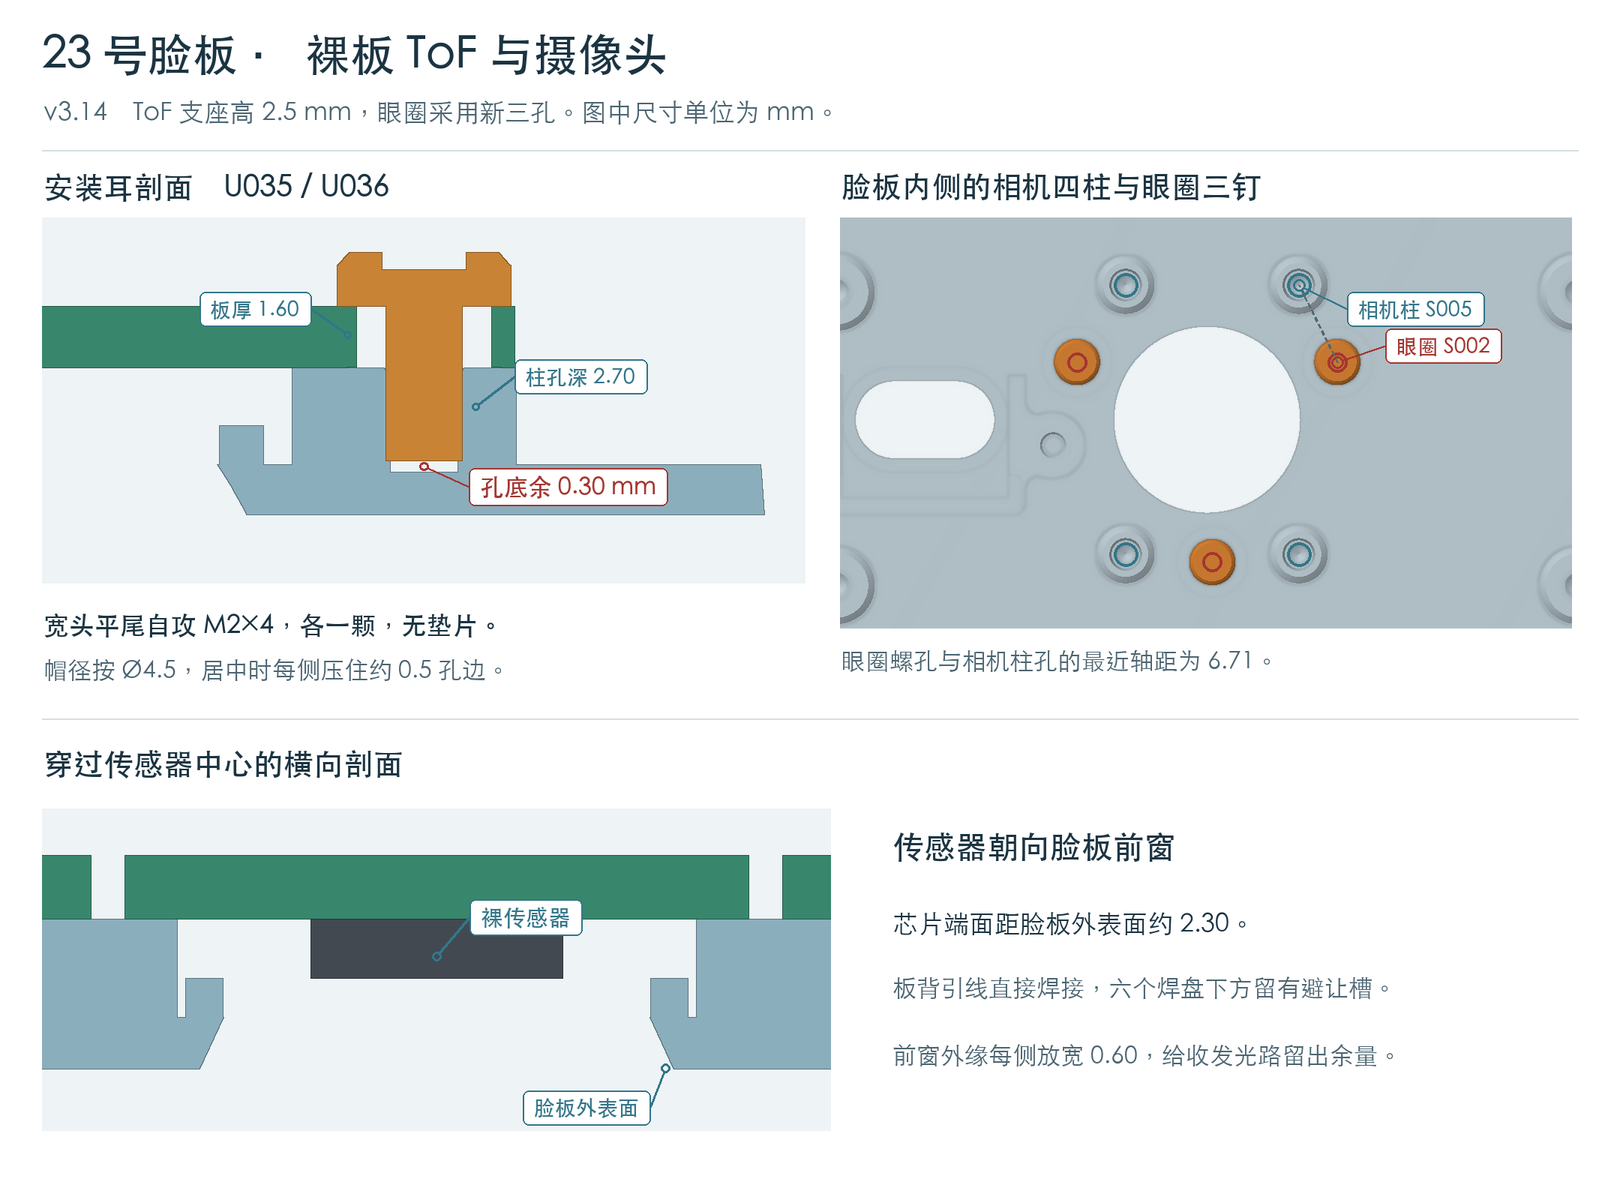 23 号脸板 · 裸板 ToF 与摄像头
v3.14 ToF 支座高 2.5 mm，眼圈采用新三孔。图中尺寸单位为 mm。
安装耳剖面 U035 / U036
板厚 1.60
柱孔深 2.70
孔底余 0.30 mm
宽头平尾自攻 M2×4，各一颗，无垫片。
帽径按 Ø4.5，居中时每侧压住约 0.5 孔边。
脸板内侧的相机四柱与眼圈三钉
相机柱 S005
眼圈 S002
眼圈螺孔与相机柱孔的最近轴距为 6.71。
穿过传感器中心的横向剖面
裸传感器
脸板外表面
传感器朝向脸板前窗
芯片端面距脸板外表面约 2.30。
板背引线直接焊接，六个焊盘下方留有避让槽。
前窗外缘每侧放宽 0.60，给收发光路留出余量。